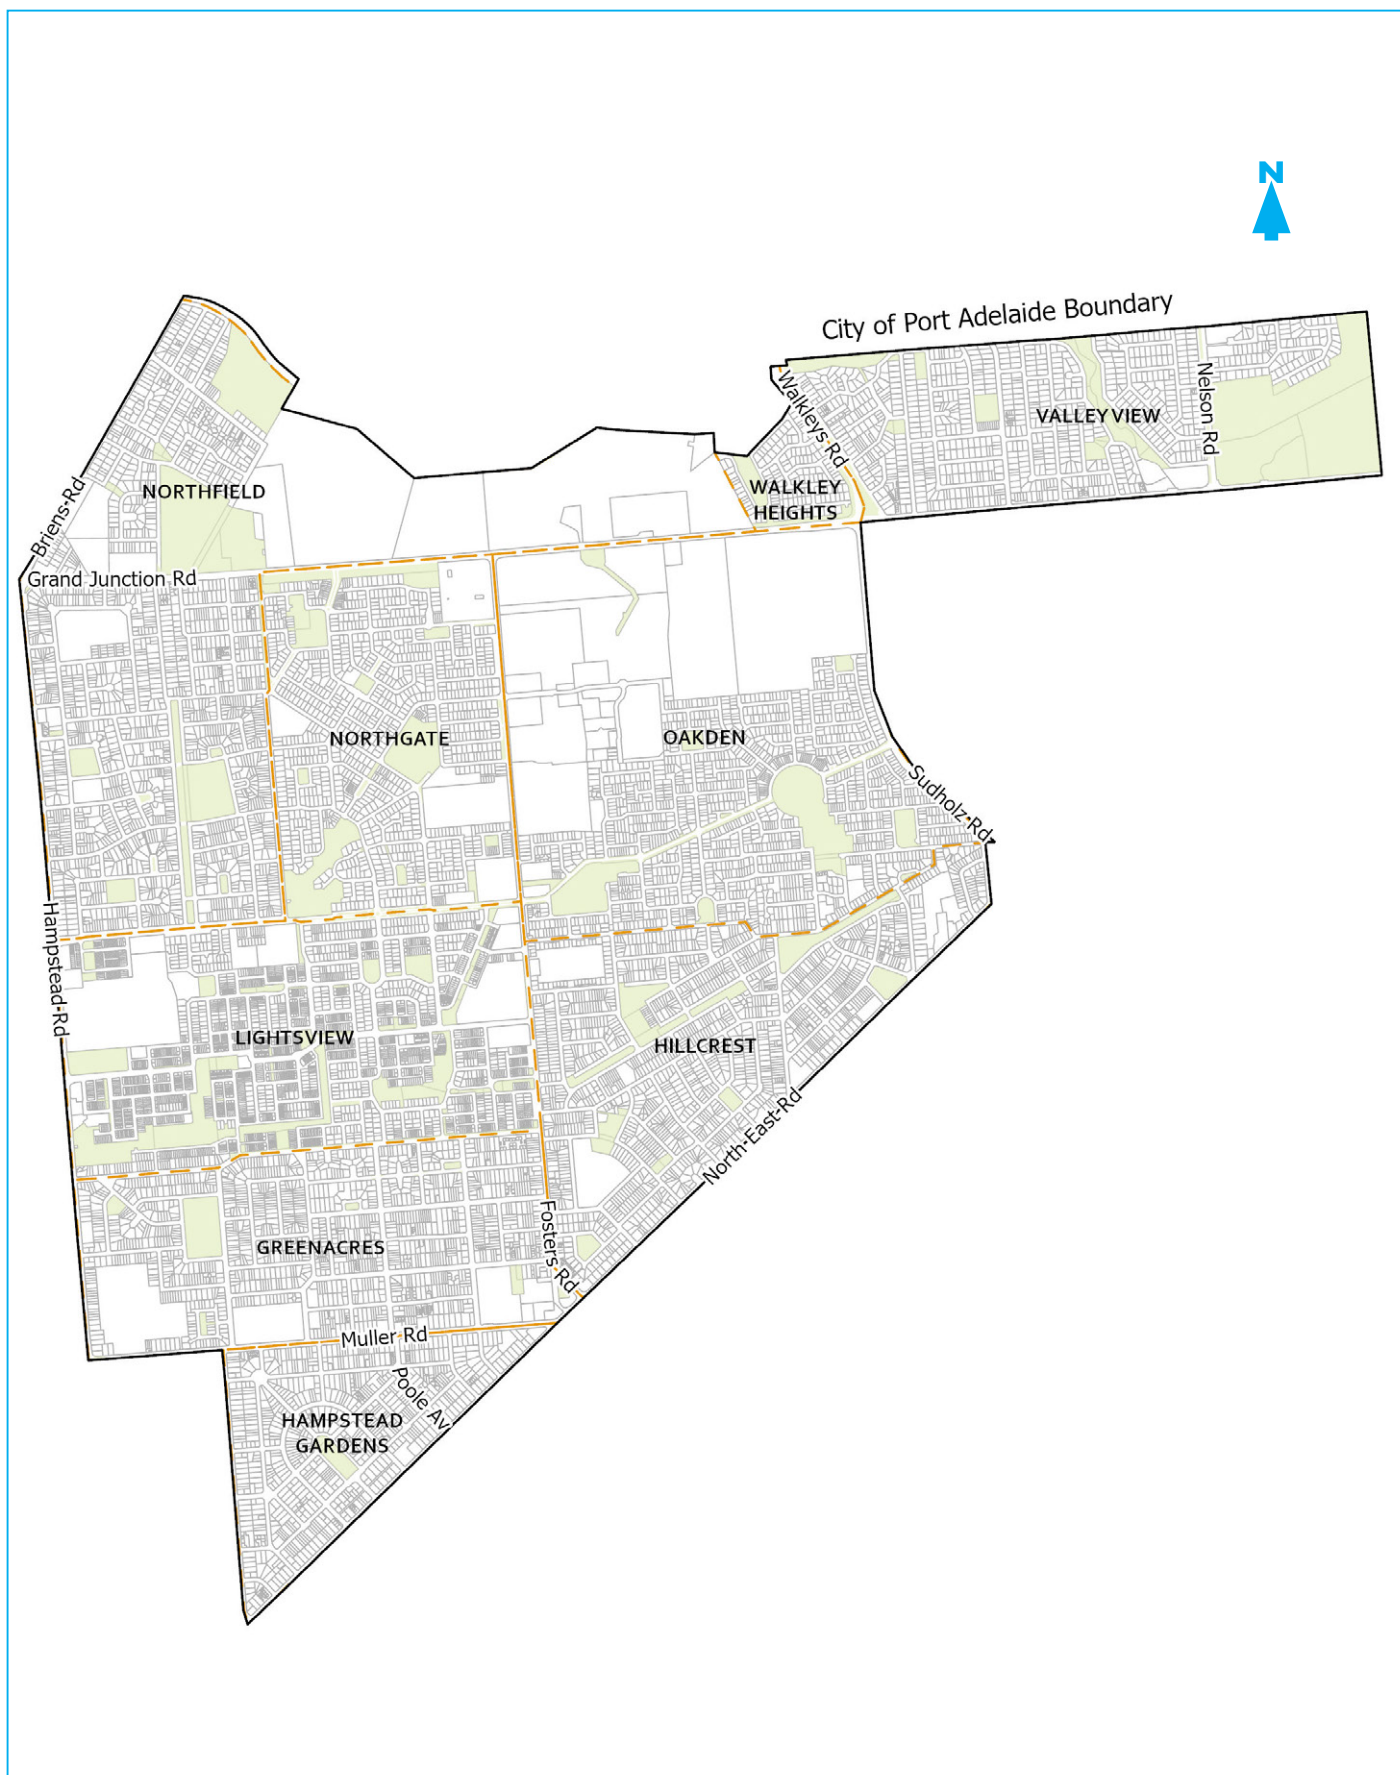 N
City of Port Adelaide Boundary
Walkleys Rd
Nelson Rd
VALLEY VIEW
WALKLEY
HEIGHTS
NORTHFIELD
Briens Rd
Grand Junction Rd
NORTHGATE
OAKDEN
Sudholz Rd
Hampstead Rd
LIGHTSVIEW
HILLCREST
North East Rd
Fosters Rd
GREENACRES
Muller Rd
Poole Av
HAMPSTEAD
GARDENS